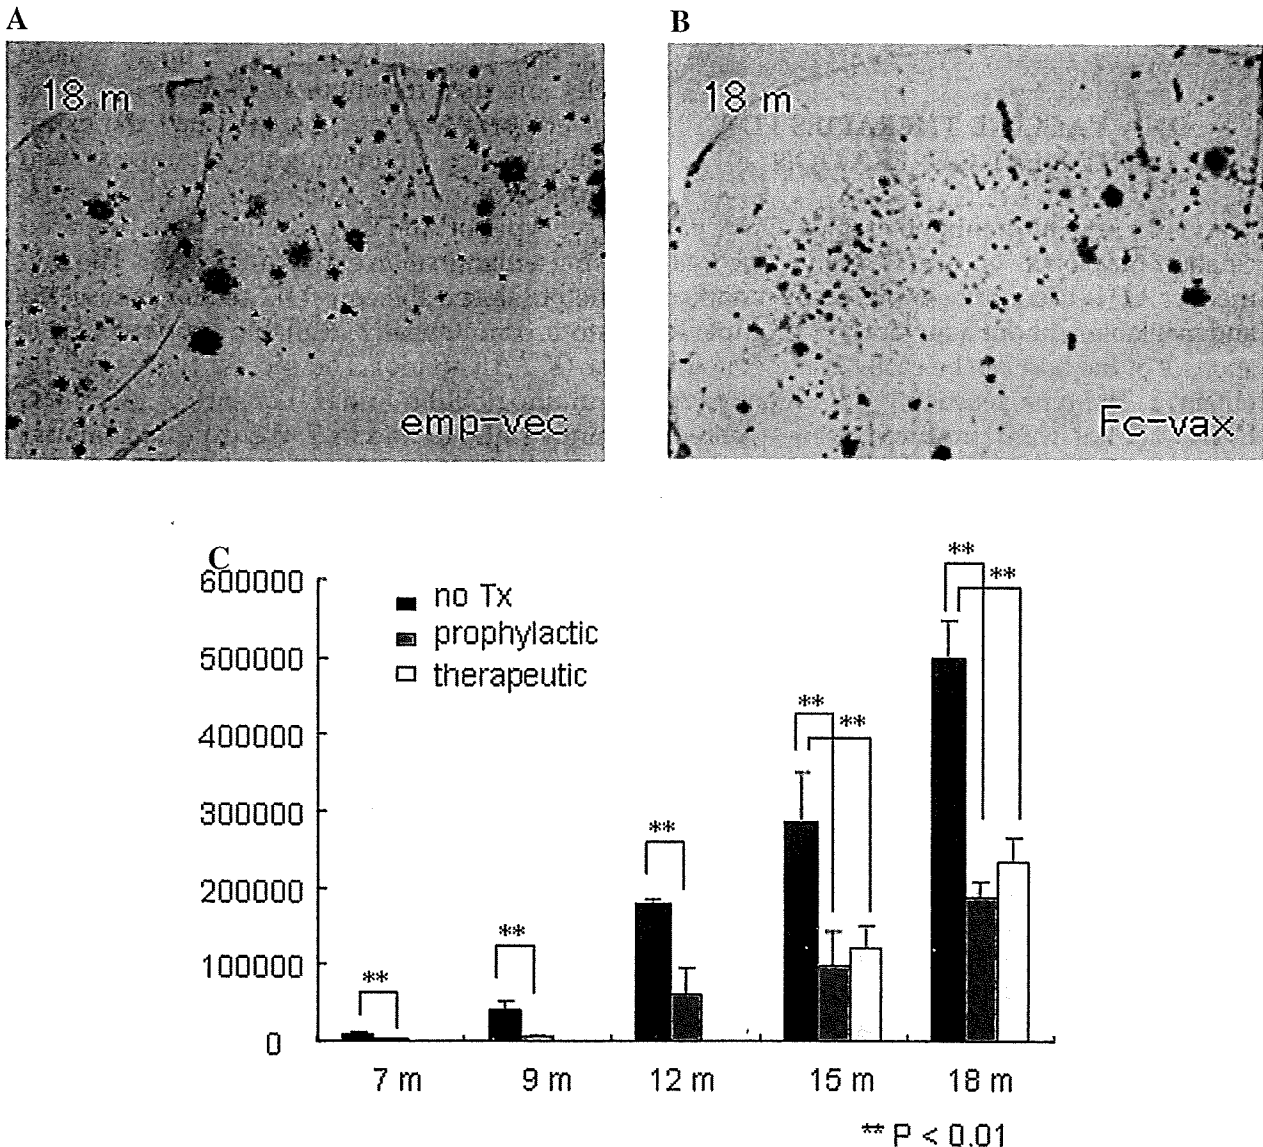 A
B
18 m
18 m
emp-vec
Fc-vax
C
600000
500000
400000
300000
200000
100000
0
no Tx
prophylactic
therapeutic
**
**
**
**
**
**
**
7 m
9 m
12 m
15 m
18 m
** P < 0.01